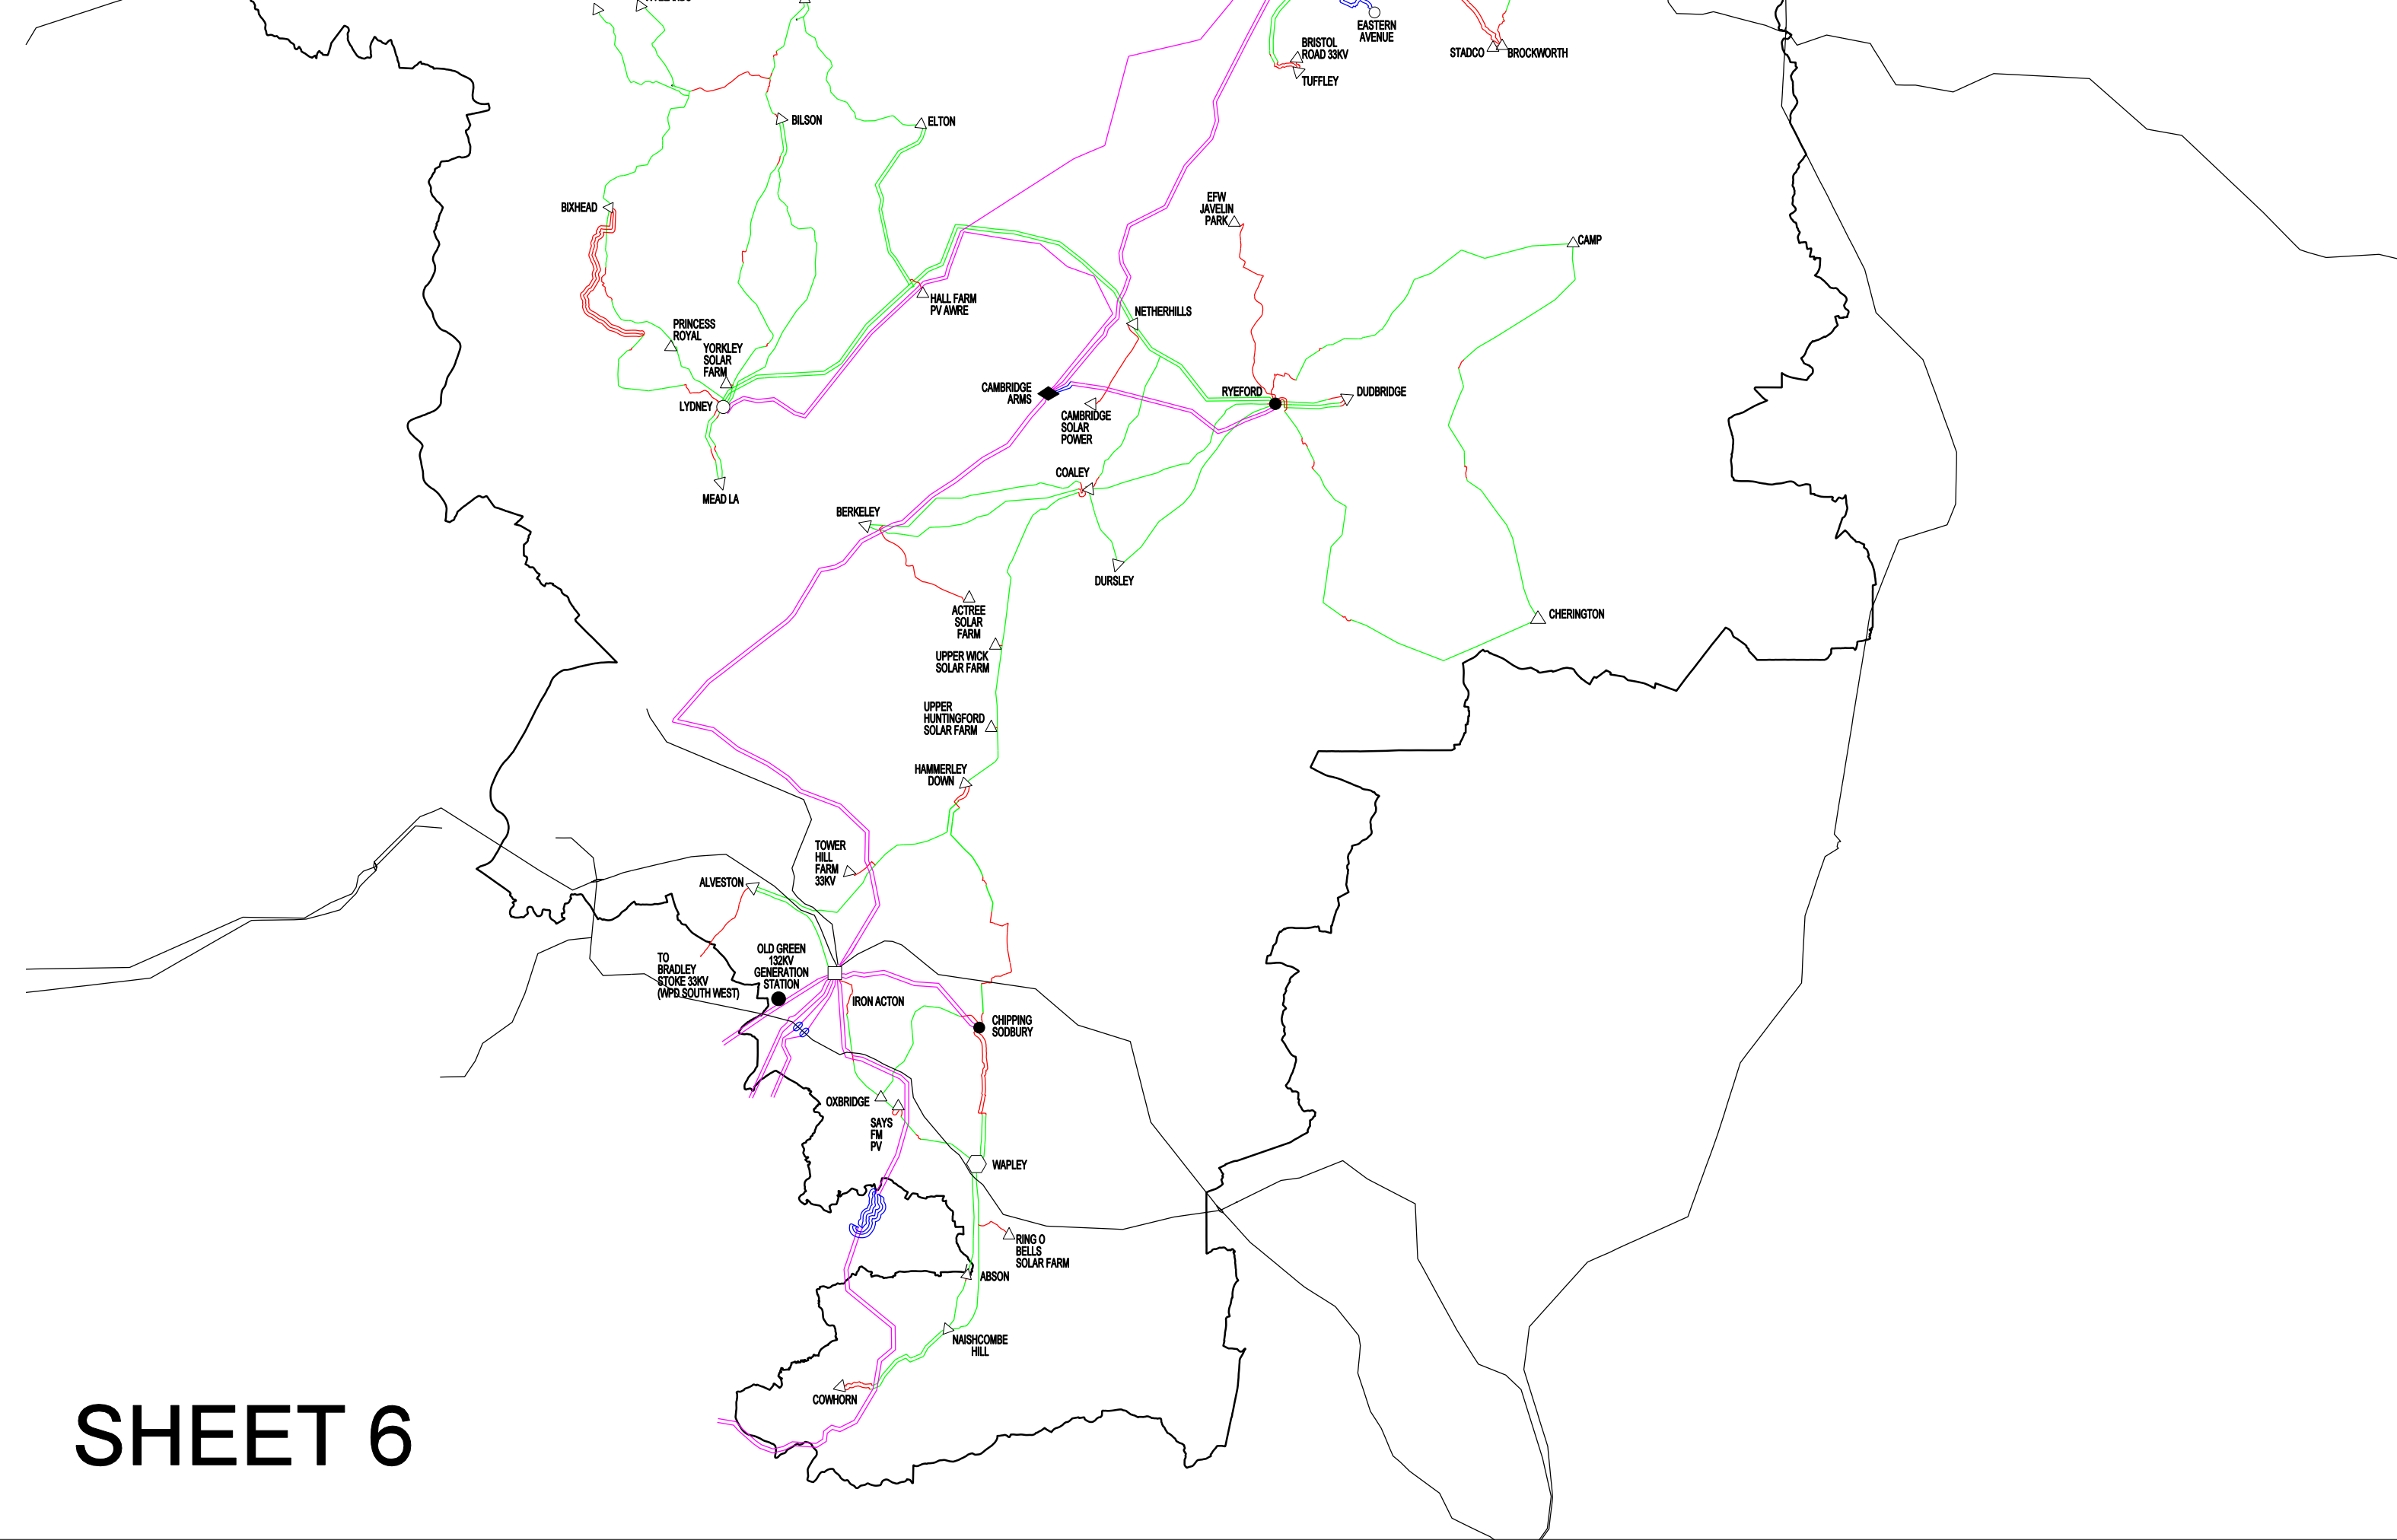 EASTERN
AVENUE
BRISTOL
ROAD 33KV
TUFFLEY
STADCO
BROCKWORTH
BILSON
ELTON
BIXHEAD
EFW
JAVELIN
PARK
CAMP
HALL FARM
PV AWRE
NETHERHILLS
PRINCESS
ROYAL
YORKLEY
SOLAR
FARM
LYDNEY
CAMBRIDGE
ARMS
CAMBRIDGE
SOLAR
POWER
RYEFORD
DUDBRIDGE
MEAD LA
COALEY
BERKELEY
DURSLEY
ACTREE
SOLAR
FARM
CHERINGTON
UPPER WICK
SOLAR FARM
UPPER
HUNTINGFORD
SOLAR FARM
HAMMERLEY
DOWN
TOWER
HILL
FARM
33KV
ALVESTON
TO
BRADLEY
STOKE 33KV
(WPD SOUTH WEST)
OLD GREEN
132KV
GENERATION
STATION
IRON ACTON
CHIPPING
SODBURY
OXBRIDGE
SAYS
FM
PV
WAPLEY
RING O
BELLS
SOLAR FARM
ABSON
NAISHCOMBE
HILL
COWHORN
SHEET 6